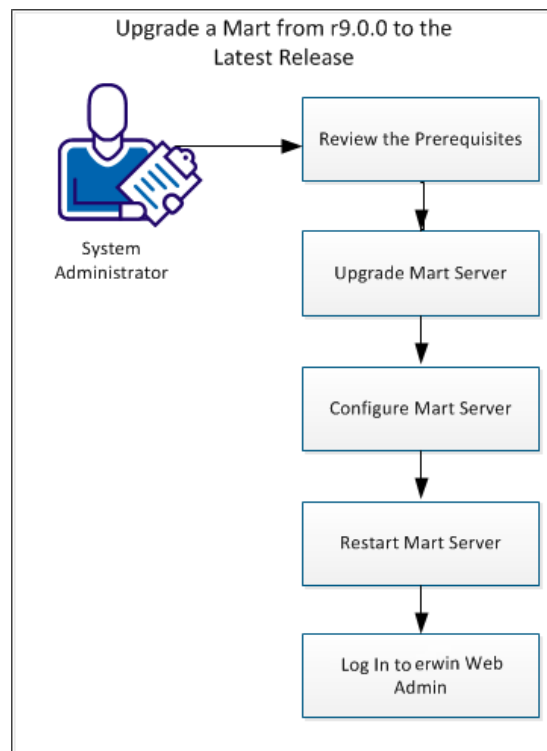 Upgrade a Mart from r9.0.0 to the
Latest Release
System
Administrator
Review the Prerequisites
Upgrade Mart Server
Configure Mart Server
Restart Mart Server
Log In to erwin Web
Admin